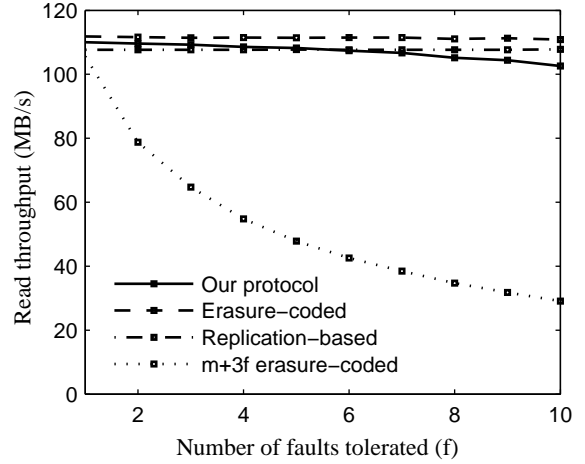 120
100
80
60
40
20
0
Read throughput (MB/s)
Our protocol
Erasure−coded
Replication−based
m+3f erasure−coded
2 4 6 8 10
Number of faults tolerated (f)